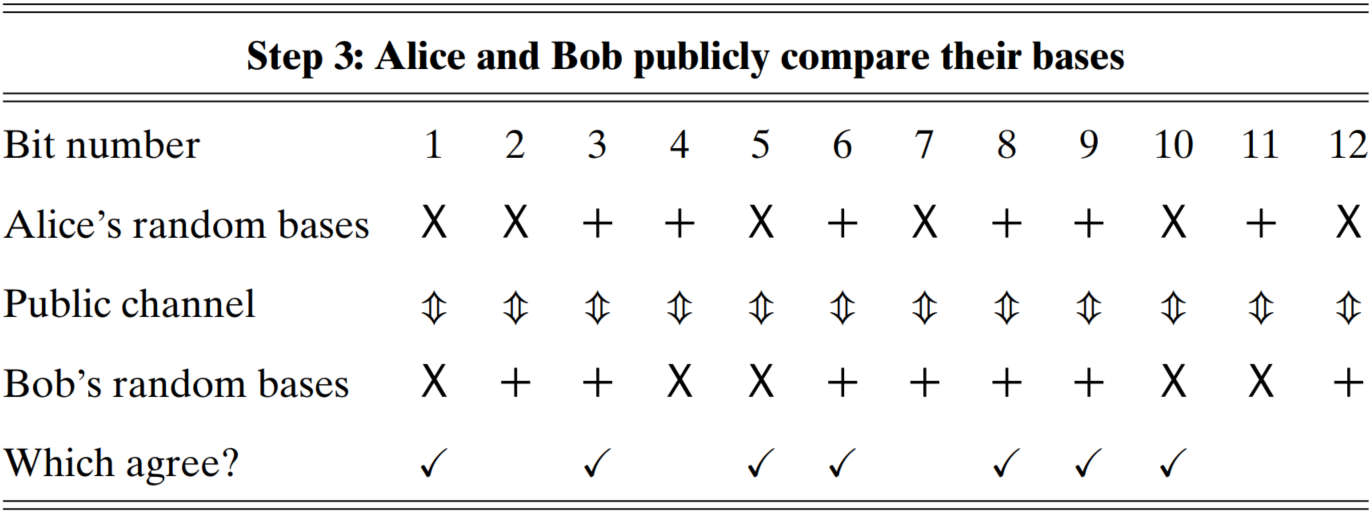 Step 3: Alice and Bob publicly compare their bases
Bit number 1 2 3 4 5 6 7 8 9 10 11 12
Alice’s random bases X X + + X + X + + X + X
Public channel ⇕ ⇕ ⇕ ⇕ ⇕ ⇕ ⇕ ⇕ ⇕ ⇕ ⇕ ⇕
Bob’s random bases X + + X X + + + + X X +
Which agree? ✓ ✓ ✓ ✓ ✓ ✓ ✓